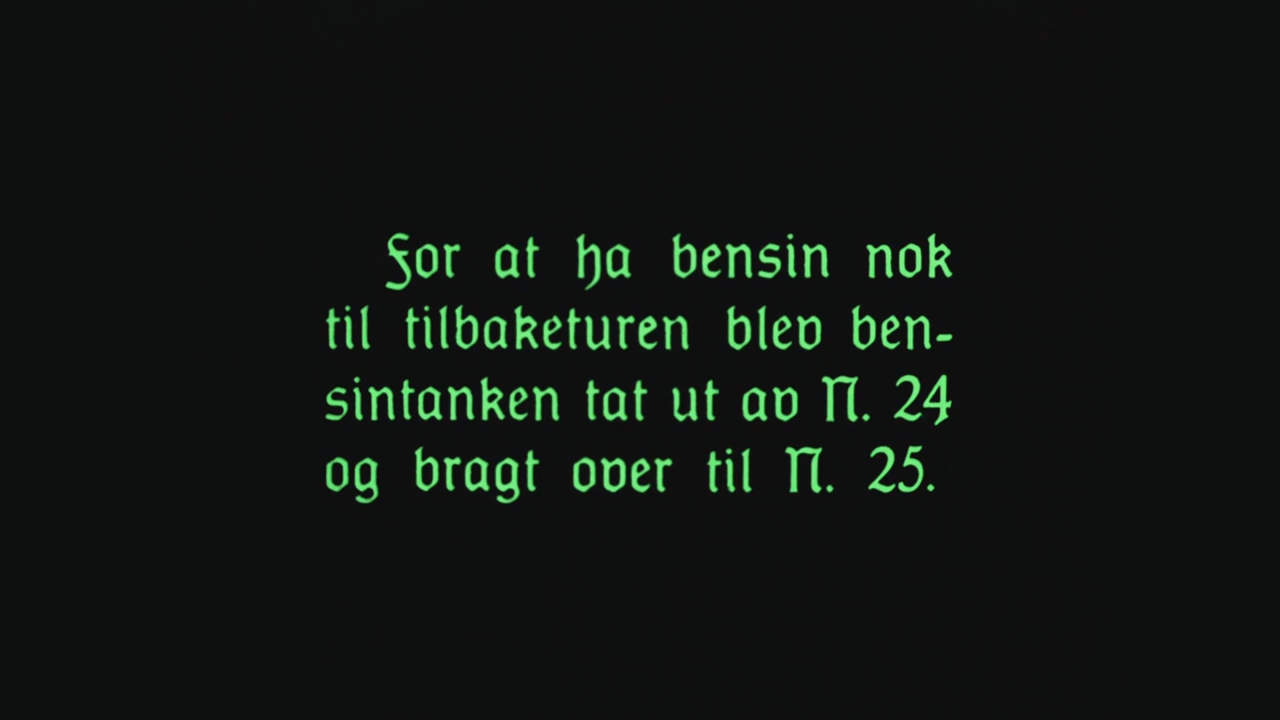 For at ha bensin nok
til tilbaketuren blev ben-
sintanken tat ut av N. 24
og bragt over til N. 25.